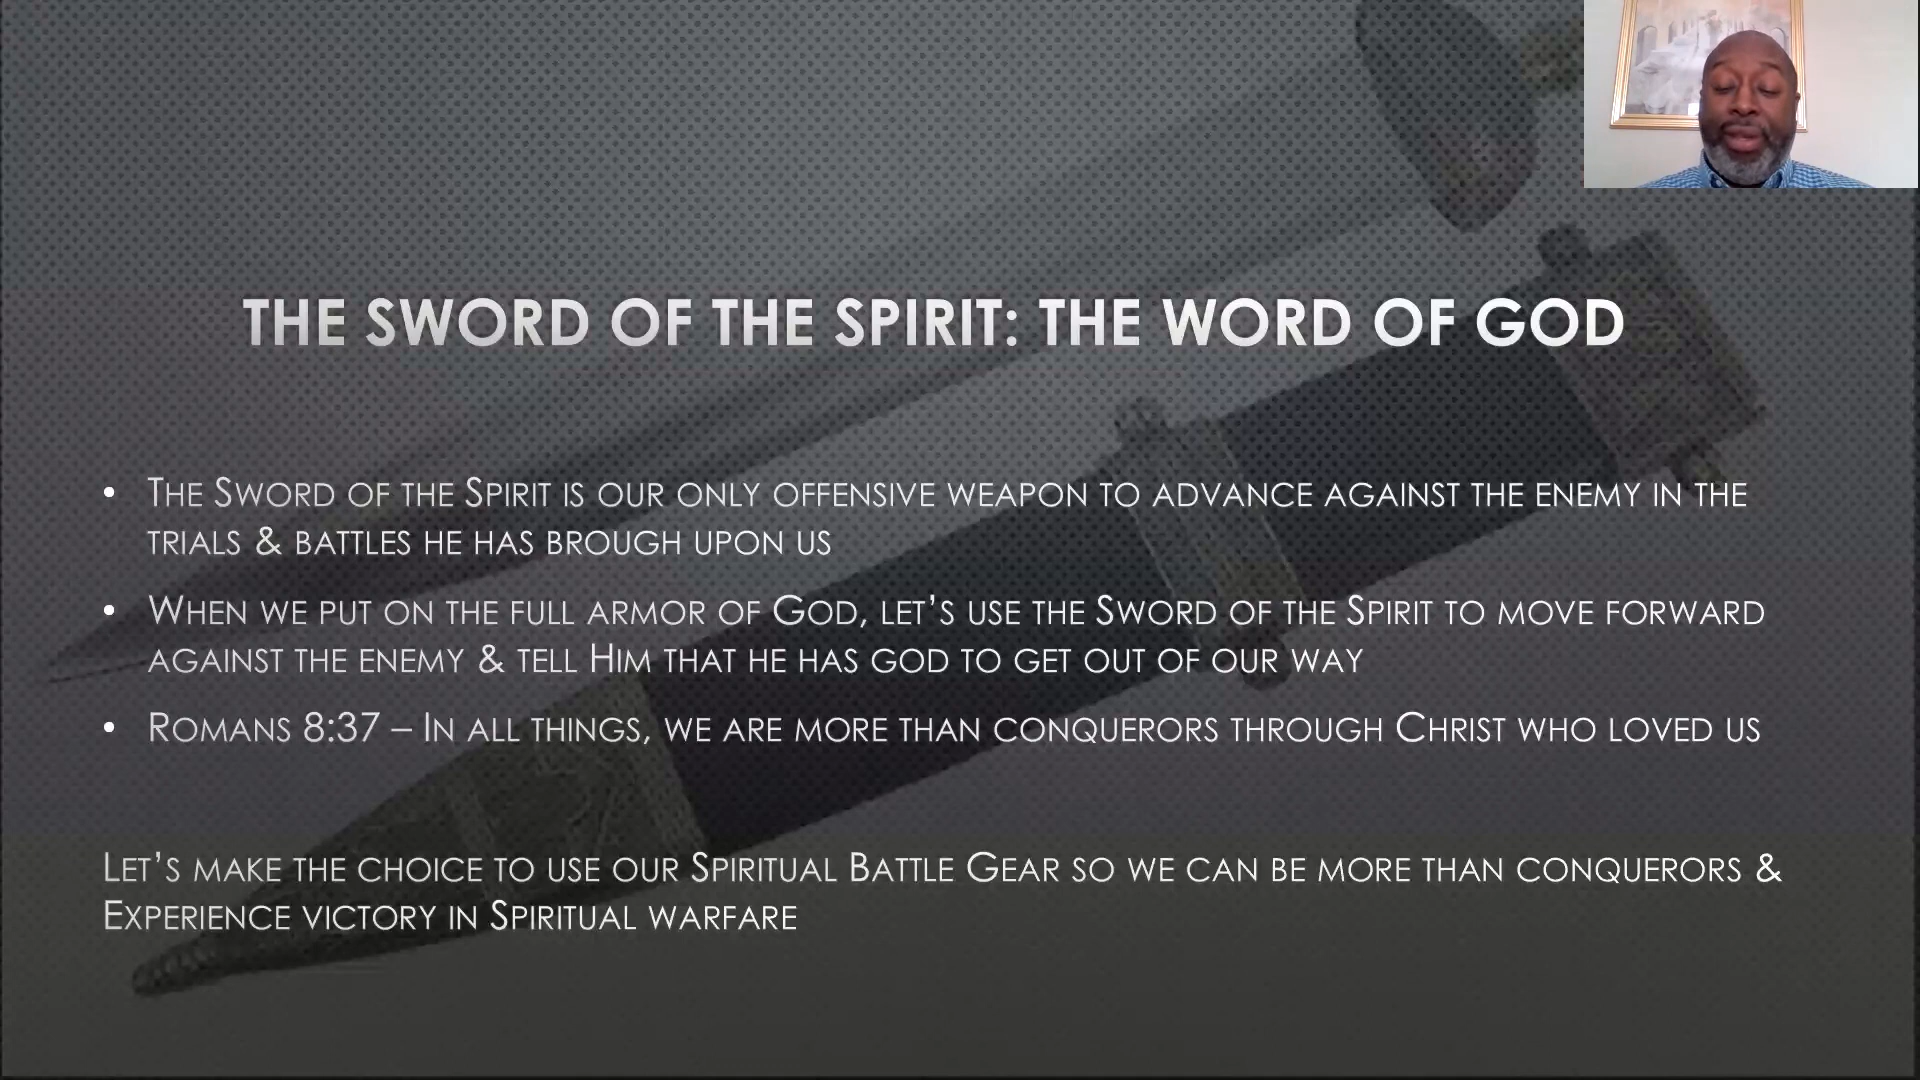 THE SWORD OF THE SPIRIT: THE WORD OF GOD
• The Sword of the Spirit is our only offensive weapon to advance against the enemy in the
trials & battles he has brough upon us
• When we put on the full armor of God, let’s use the Sword of the Spirit to move forward
against the enemy & tell Him that he has god to get out of our way
• Romans 8:37 – In all things, we are more than conquerors through Christ who loved us
Let’s make the choice to use our Spiritual Battle Gear so we can be more than conquerors &
Experience victory in Spiritual warfare